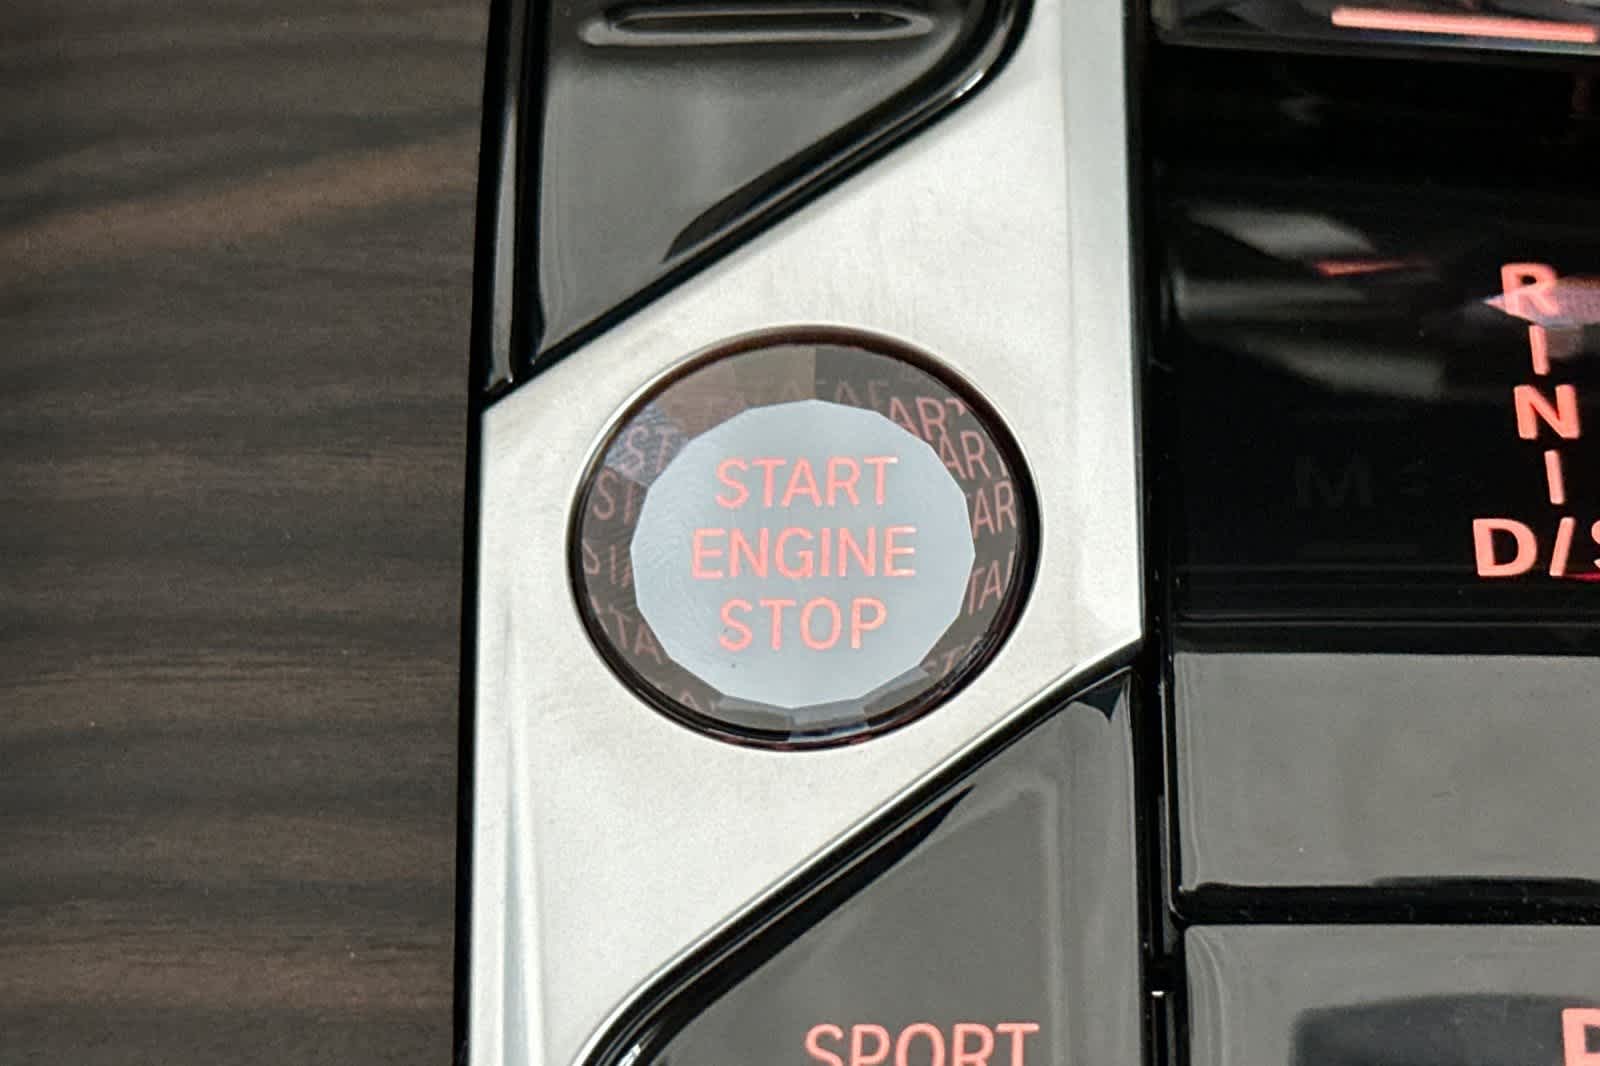 START
ENGINE
STOP
R
N
D/S
M
SPORT